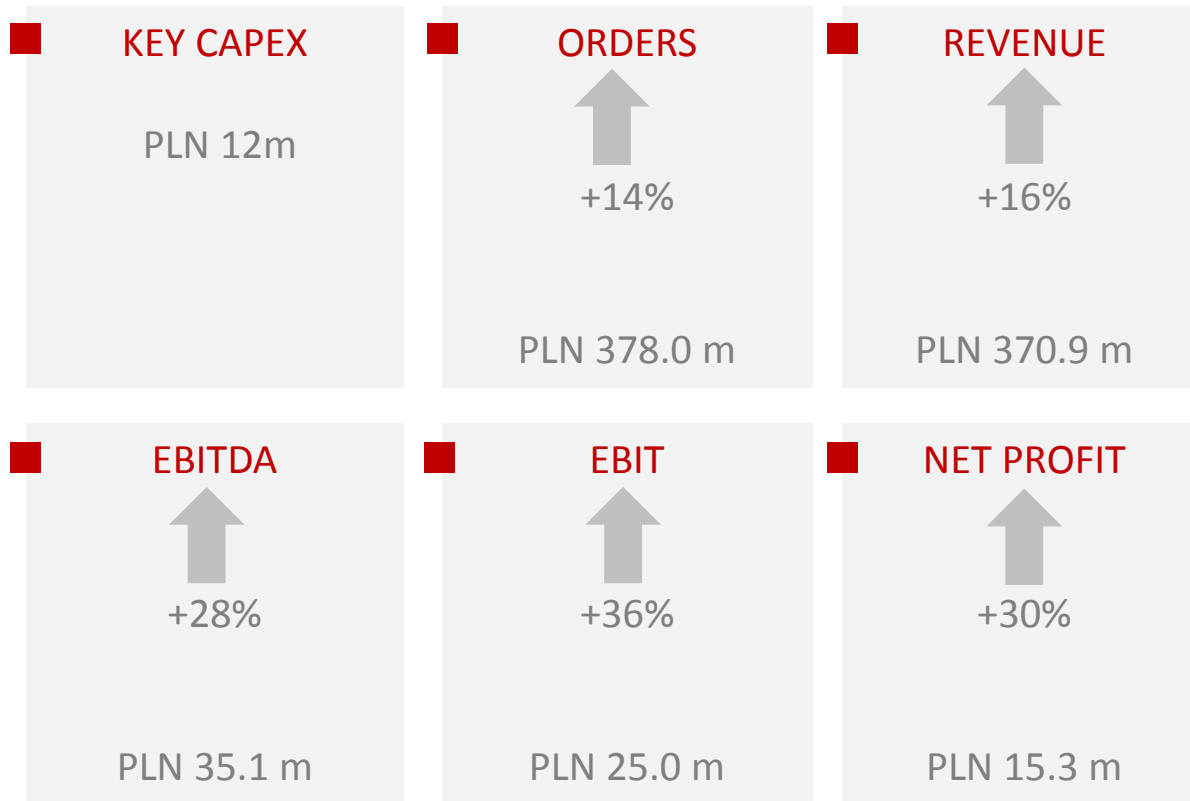 KEY CAPEX
PLN 12m
ORDERS
+14%
PLN 378.0 m
REVENUE
+16%
PLN 370.9 m
EBITDA
+28%
PLN 35.1 m
EBIT
+36%
PLN 25.0 m
NET PROFIT
+30%
PLN 15.3 m